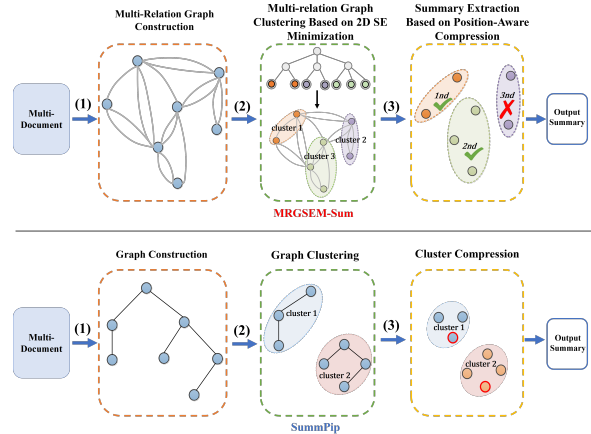 Multi-Relation Graph
Construction
Multi-relation Graph
Clustering Based on 2D SE
Minimization
Summary Extraction
Based on Position-Aware
Compression
Multi-
Document
(1)
(2)
cluster 1
cluster 2
cluster 3
(3)
1nd
2nd
3nd
Output
Summary
MRGSEM-Sum
Graph Construction
Graph Clustering
Cluster Compression
Multi-
Document
(1)
(2)
cluster 1
cluster 2
(3)
cluster 1
cluster 2
Output
Summary
SummPip